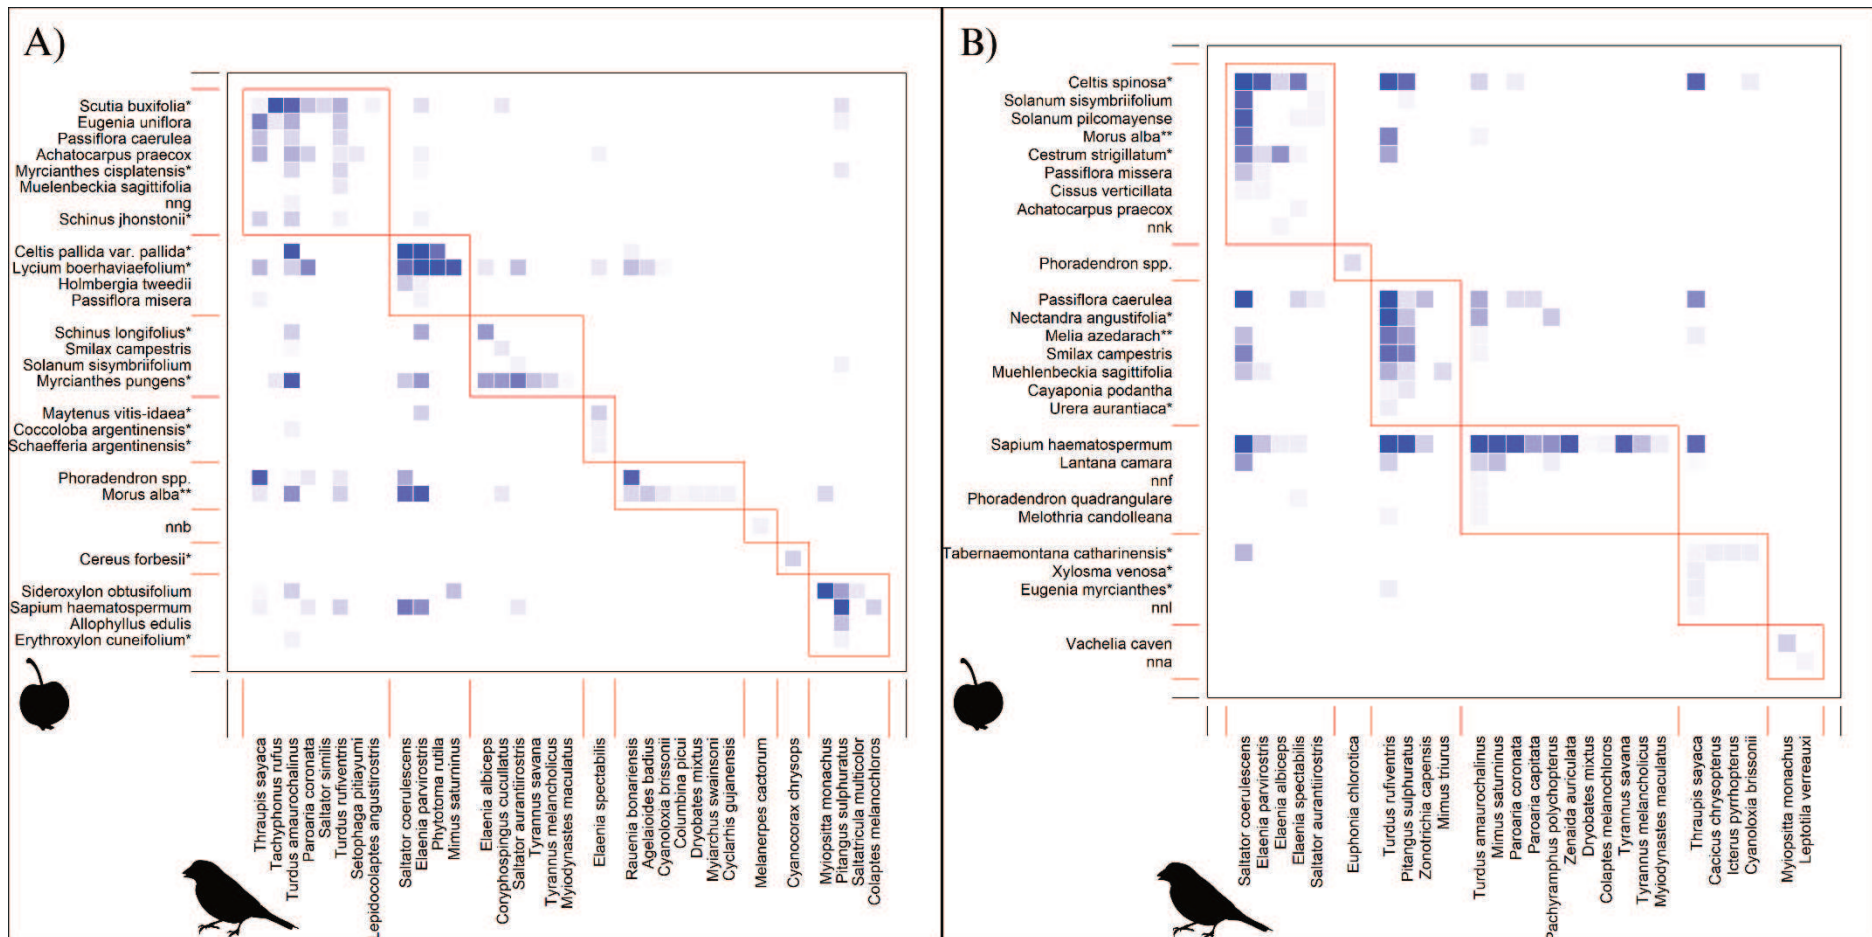 A)
Scutia buxifolia*
Eugenia uniflora
Passiflora caerulea
Achatocarpus praecox
Myrcianthes cisplatensis*
Muelenbeckia sagittifolia
nng
Schinus jhonstonii*
Celtis pallida var. pallida*
Lycium boerhaviaefolium*
Holmbergia tweedii
Passiflora misera
Schinus longifolius*
Smilax campestris
Solanum sisymbriifolium
Myrcianthes pungens*
Maytenus vitis-idaea*
Coccoloba argentinensis*
Schaefferia argentinensis*
Phoradendron spp.
Morus alba**
nnb
Cereus forbesii*
Sideroxylon obtusifolium
Sapium haematospermum
Allophyllus edulis
Erythroxylon cuneifolium*
Thraupis sayaca
Tachyphonus rufus
Turdus amaurochalinus
Paroaria coronata
Saltator similis
Turdus rufiventris
Setophaga pitiayumi
Lepidocolaptes angustirostris
Saltator coerulescens
Elaenia parvirostris
Phytotoma rutila
Mimus saturninus
Elaenia albiceps
Coryphospingus cucullatus
Saltator aurantiirostris
Tyrannus savana
Tyrannus melancholicus
Myiodynastes maculatus
Elaenia spectabilis
Rauenia bonariensis
Agelaioides badius
Cyanoloxia brissonii
Columbina picui
Dryobates mixtus
Myiarchus swainsonii
Cyclarhis gujanensis
Melanerpes cactorum
Cyanocorax chrysops
Myiopsitta monachus
Pitangus sulphuratus
Saltatricula multicolor
Colaptes melanochloros
B)
Celtis spinosa*
Solanum sisymbriifolium
Solanum pilcomayense
Morus alba**
Cestrum strigillatum*
Passiflora missera
Cissus verticillata
Achatocarpus praecox
nnk
Phoradendron spp.
Passiflora caerulea
Nectandra angustifolia*
Melia azedarach**
Smilax campestris
Muehlenbeckia sagittifolia
Cayaponia podantha
Urera aurantiaca*
Sapium haematospermum
Lantana camara
nnf
Phoradendron quadrangulare
Melothria candolleana
Tabernaemontana catharinensis*
Xylosma venosa*
Eugenia myrcianthes*
nnl
Vachelia caven
nna
Saltator coerulescens
Elaenia parvirostris
Elaenia albiceps
Elaenia spectabilis
Saltator aurantiirostris
Euphonia chlorotica
Turdus rufiventris
Pitangus sulphuratus
Zonotrichia capensis
Mimus triurus
Turdus amaurochalinus
Mimus saturninus
Paroaria coronata
Paroaria capitata
Pachyramphus polychopterus
Zenaida auriculata
Dryobates mixtus
Colaptes melanochloros
Tyrannus savana
Tyrannus melancholicus
Myiodynastes maculatus
Thraupis sayaca
Cacicus chrysopterus
Icterus pyrrhopterus
Cyanoloxia brissonii
Myiopsitta monachus
Leptotila verreauxi